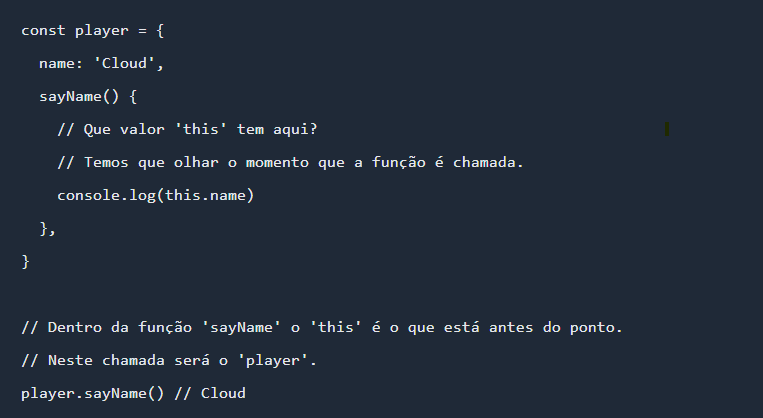 const player = {
  name: 'Cloud',
  sayName() {
    // Que valor 'this' tem aqui?
    // Temos que olhar o momento que a função é chamada.
    console.log(this.name)
  },
}
// Dentro da função 'sayName' o 'this' é o que está antes do ponto.
// Neste chamada será o 'player'.
player.sayName() // Cloud